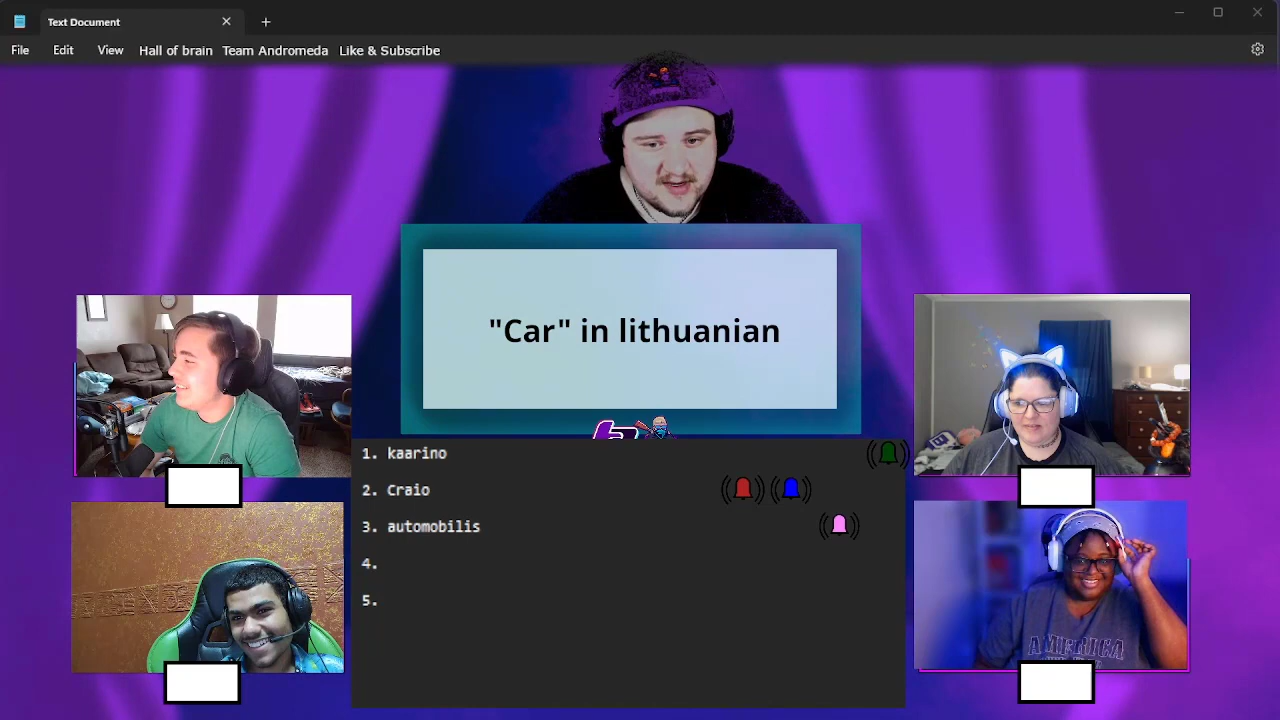 Text Document
File Edit View Hall of brain Team Andromeda Like & Subscribe
"Car" in lithuanian
1. kaarino
2. Craio
3. automobilis
4.
5.
AMERICA